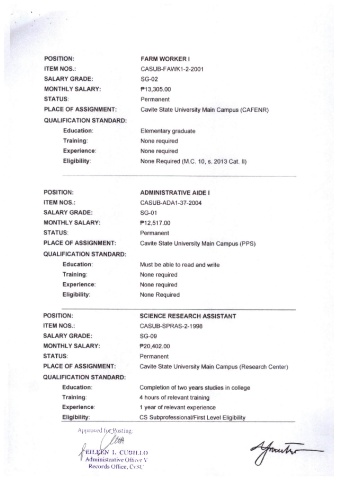 POSITION: FARM WORKER I
ITEM NOS.: CASUB-FAWK1-2-2001
SALARY GRADE: SG-02
MONTHLY SALARY: ₱13,305.00
STATUS: Permanent
PLACE OF ASSIGNMENT: Cavite State University Main Campus (CAFENR)
QUALIFICATION STANDARD:
Education: Elementary graduate
Training: None required
Experience: None required
Eligibility: None Required (M.C. 10, s. 2013 Cat. II)
POSITION: ADMINISTRATIVE AIDE I
ITEM NOS.: CASUB-ADA1-37-2004
SALARY GRADE: SG-01
MONTHLY SALARY: ₱12,517.00
STATUS: Permanent
PLACE OF ASSIGNMENT: Cavite State University Main Campus (PPS)
QUALIFICATION STANDARD:
Education: Must be able to read and write
Training: None required
Experience: None required
Eligibility: None Required
POSITION: SCIENCE RESEARCH ASSISTANT
ITEM NOS.: CASUB-SPRAS-2-1998
SALARY GRADE: SG-09
MONTHLY SALARY: ₱20,402.00
STATUS: Permanent
PLACE OF ASSIGNMENT: Cavite State University Main Campus (Research Center)
QUALIFICATION STANDARD:
Education: Completion of two years studies in college
Training: 4 hours of relevant training
Experience: 1 year of relevant experience
Eligibility: CS Subprofessional/First Level Eligibility
Approved for Posting:
EILEEN L. CUDILLO
Administrative Officer V
Records Office, CvSU